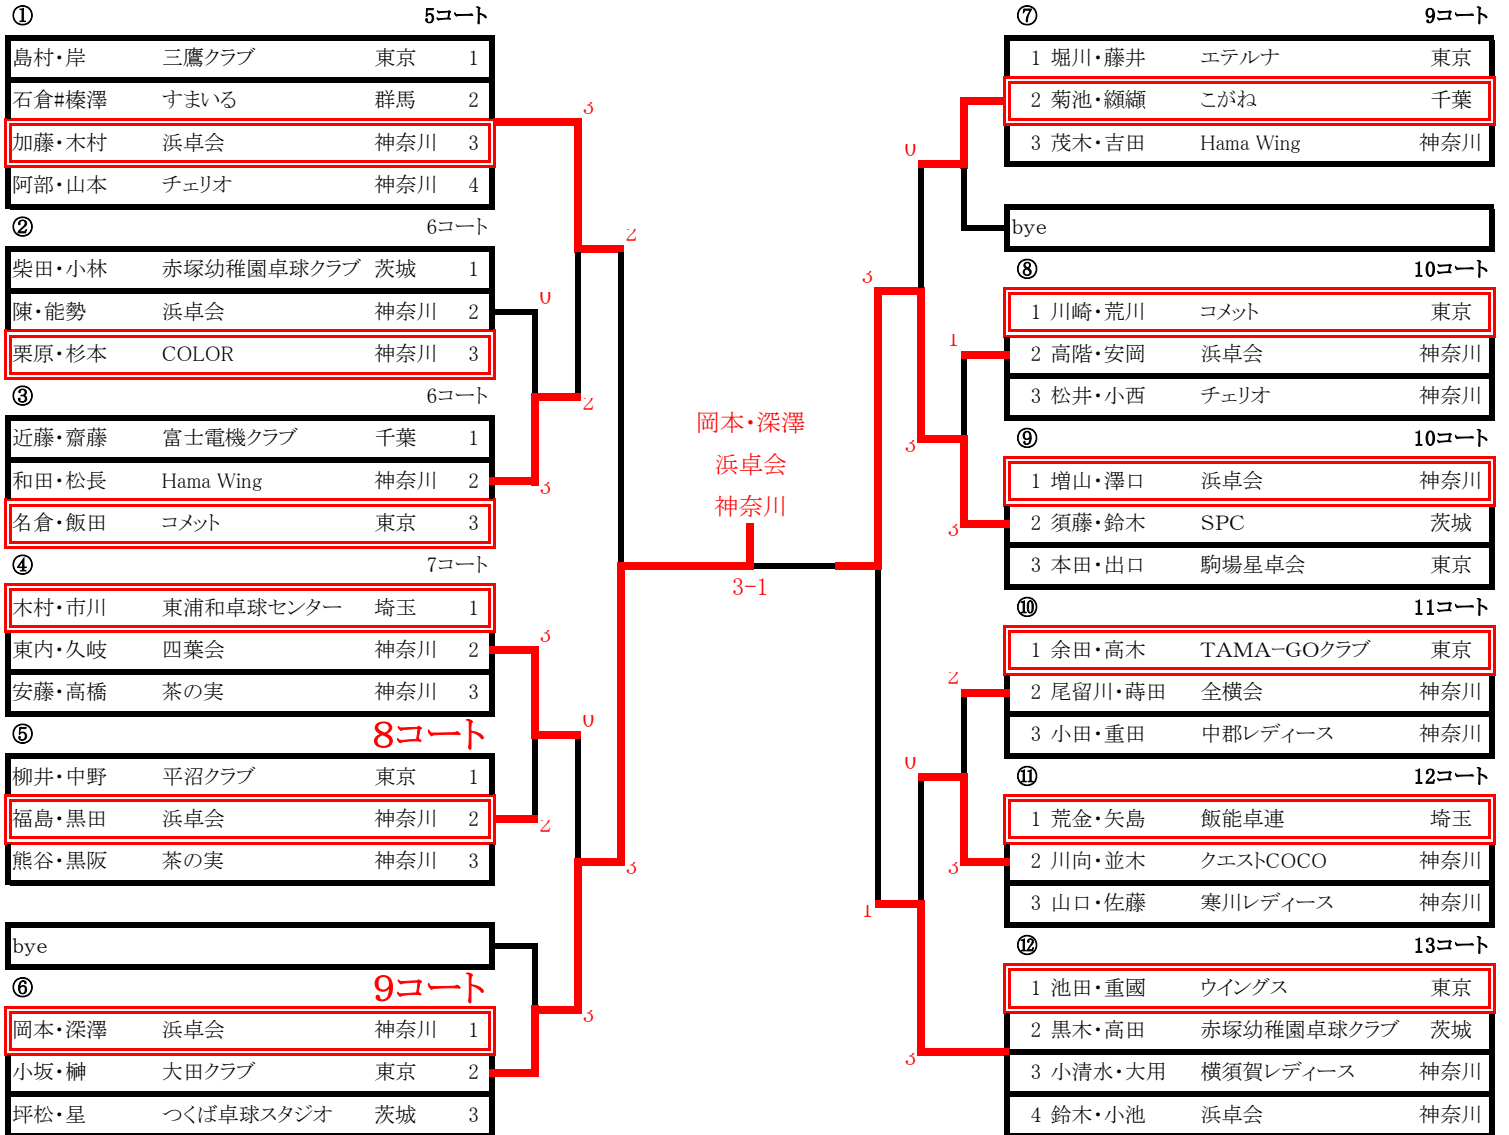 ① 5コート
島村・岸 三鷹クラブ 東京 1
石倉#榛澤 すまいる 群馬 2
加藤・木村 浜卓会 神奈川 3
阿部・山本 チェリオ 神奈川 4
② 6コート
柴田・小林 赤塚幼稚園卓球クラブ 茨城 1
陳・能勢 浜卓会 神奈川 2
栗原・杉本 COLOR 神奈川 3
③ 6コート
近藤・齋藤 富士電機クラブ 千葉 1
和田・松長 Hama Wing 神奈川 2
名倉・飯田 コメット 東京 3
④ 7コート
木村・市川 東浦和卓球センター 埼玉 1
東内・久岐 四葉会 神奈川 2
安藤・高橋 茶の実 神奈川 3
⑤ 8コート
柳井・中野 平沼クラブ 東京 1
福島・黒田 浜卓会 神奈川 2
熊谷・黒阪 茶の実 神奈川 3
bye
⑥ 9コート
岡本・深澤 浜卓会 神奈川 1
小坂・榊 大田クラブ 東京 2
坪松・星 つくば卓球スタジオ 茨城 3
3
2
0
2
3
3
0
2
3
3
岡本・深澤
浜卓会
神奈川
3-1
0
3
1
3
3
2
0
3
1
3
⑦ 9コート
1 堀川・藤井 エテルナ 東京
2 菊池・纐纈 こがね 千葉
3 茂木・吉田 Hama Wing 神奈川
bye
⑧ 10コート
1 川崎・荒川 コメット 東京
2 高階・安岡 浜卓会 神奈川
3 松井・小西 チェリオ 神奈川
⑨ 10コート
1 増山・澤口 浜卓会 神奈川
2 須藤・鈴木 SPC 茨城
3 本田・出口 駒場星卓会 東京
⑩ 11コート
1 余田・高木 TAMA-GOクラブ 東京
2 尾留川・蒔田 全横会 神奈川
3 小田・重田 中郡レディース 神奈川
⑪ 12コート
1 荒金・矢島 飯能卓連 埼玉
2 川向・並木 クエストCOCO 神奈川
3 山口・佐藤 寒川レディース 神奈川
⑫ 13コート
1 池田・重國 ウイングス 東京
2 黒木・高田 赤塚幼稚園卓球クラブ 茨城
3 小清水・大用 横須賀レディース 神奈川
4 鈴木・小池 浜卓会 神奈川